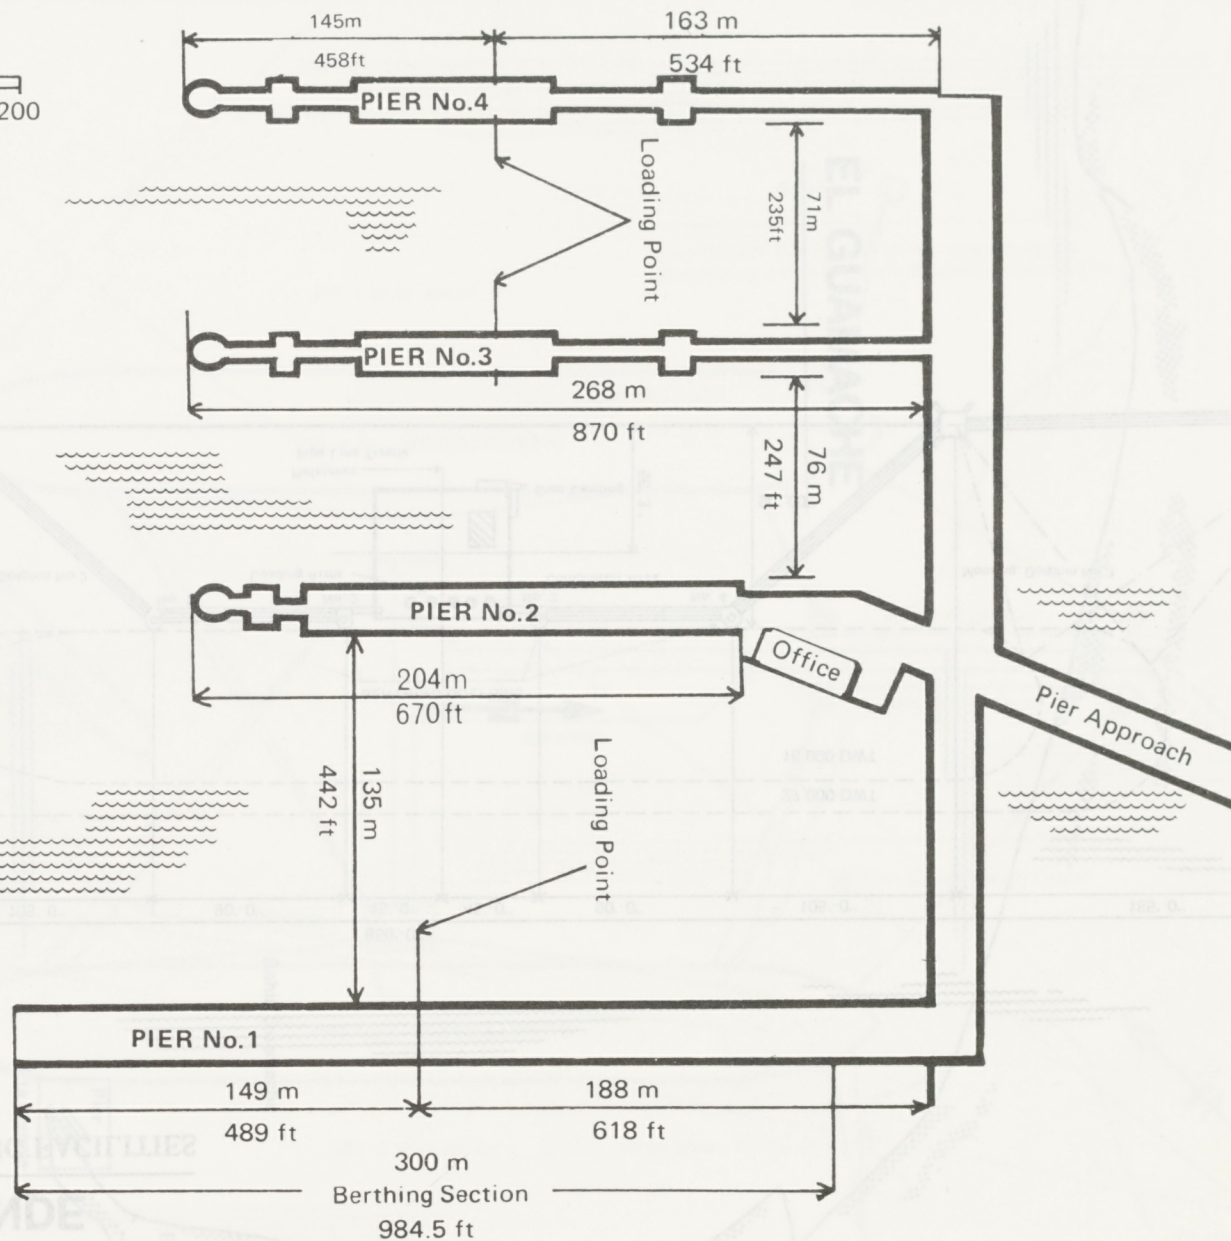 145m
163 m
458ft
534 ft
200
PIER No.4
Loading Point
71m
235ft
PIER No.3
268 m
870 ft
76 m
247 ft
PIER No.2
Office
204m
670ft
Pier Approach
135 m
442 ft
Loading Point
PIER No.1
149 m
188 m
489 ft
618 ft
300 m
Berthing Section
984.5 ft
EL GUAMACHE